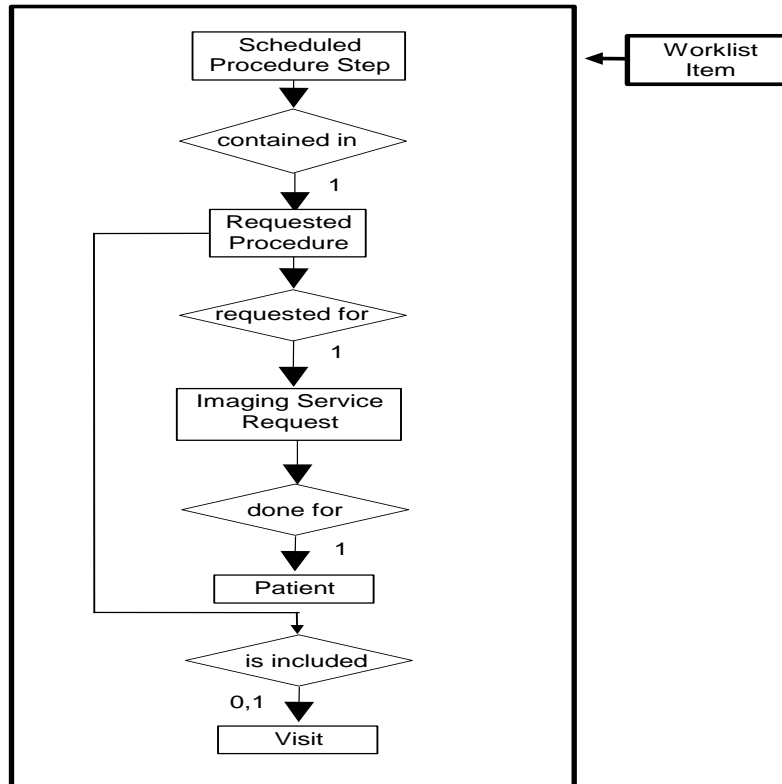 Scheduled
Procedure Step
Worklist
Item
contained in
1
Requested
Procedure
requested for
1
Imaging Service
Request
done for
1
Patient
is included
0,1
Visit